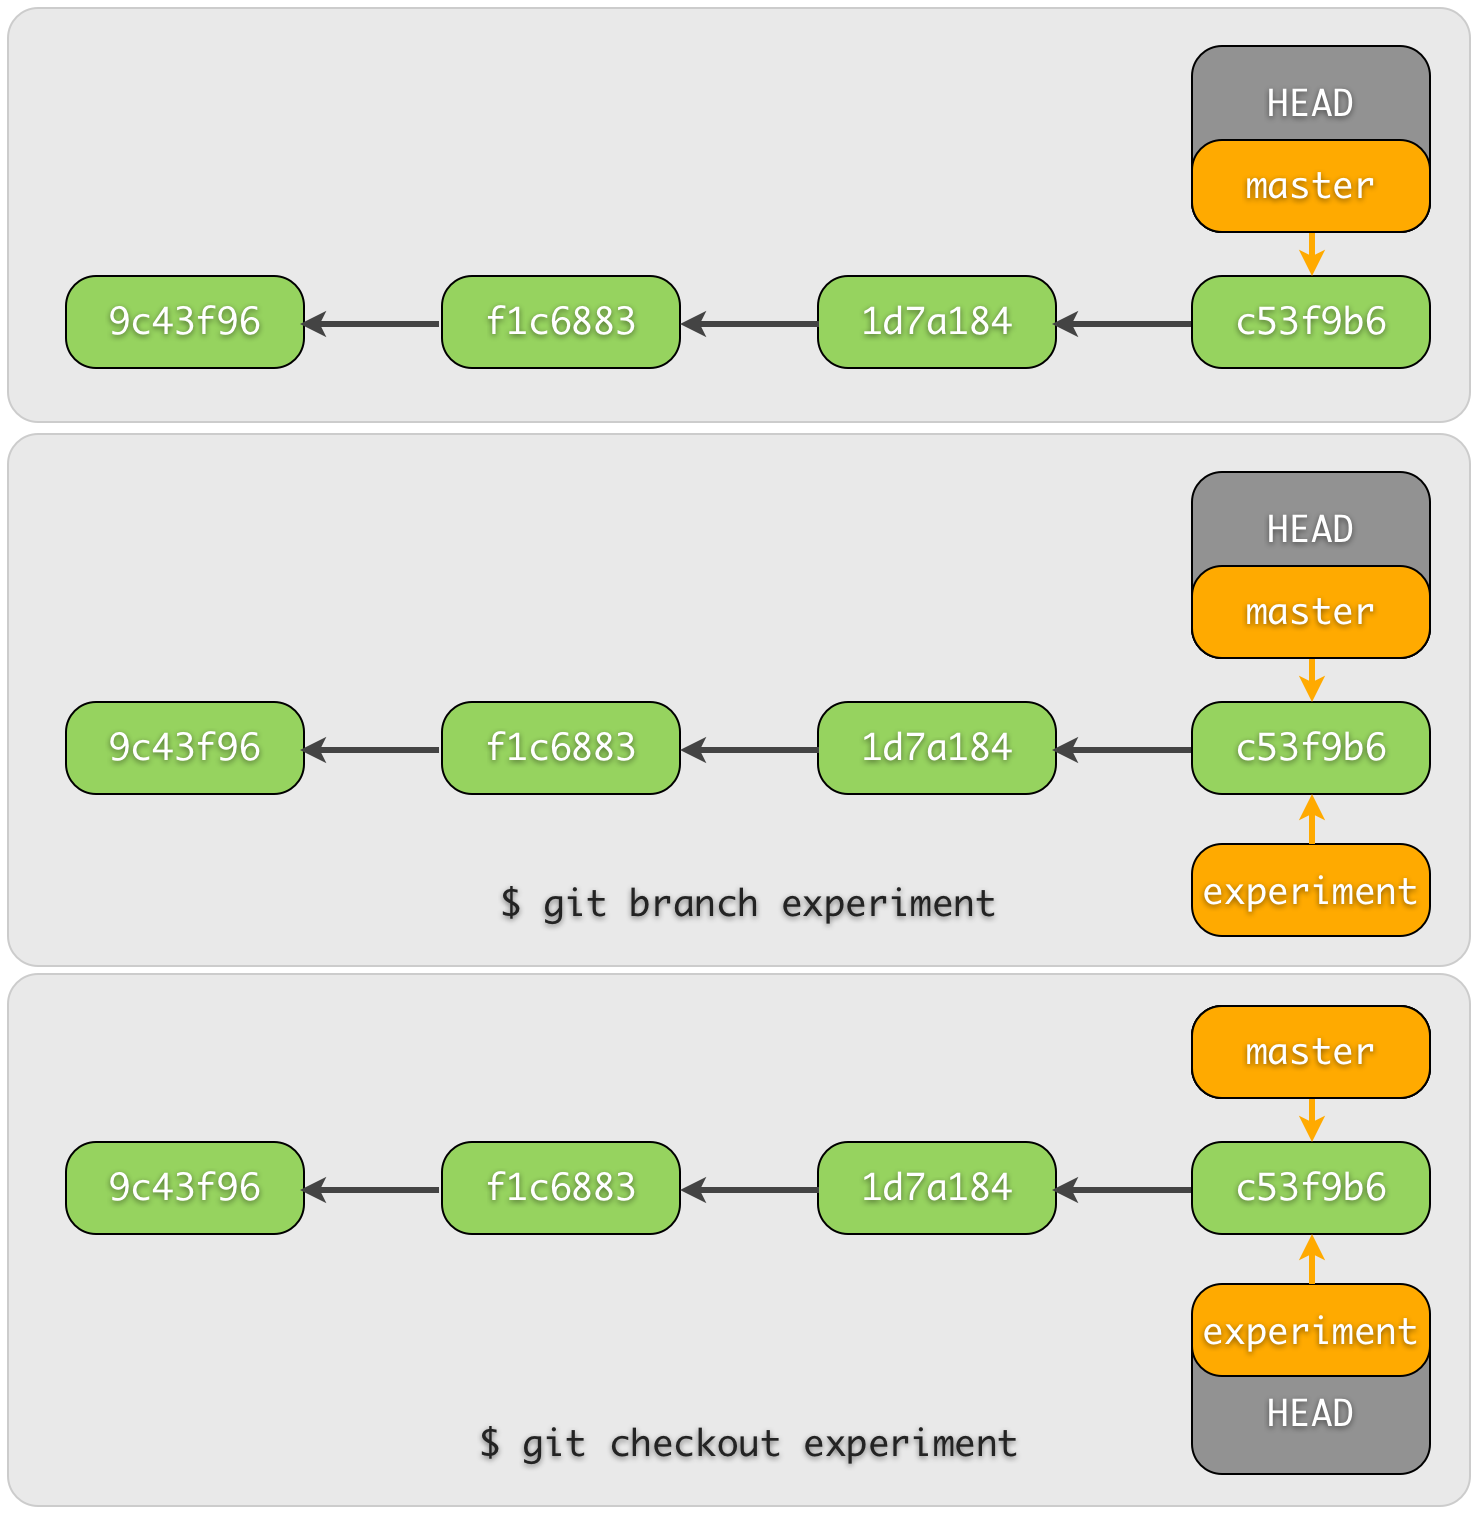 HEAD
master
9c43f96 f1c6883 1d7a184 c53f9b6
HEAD
master
9c43f96 f1c6883 1d7a184 c53f9b6
experiment
$ git branch experiment
master
9c43f96 f1c6883 1d7a184 c53f9b6
experiment
HEAD
$ git checkout experiment